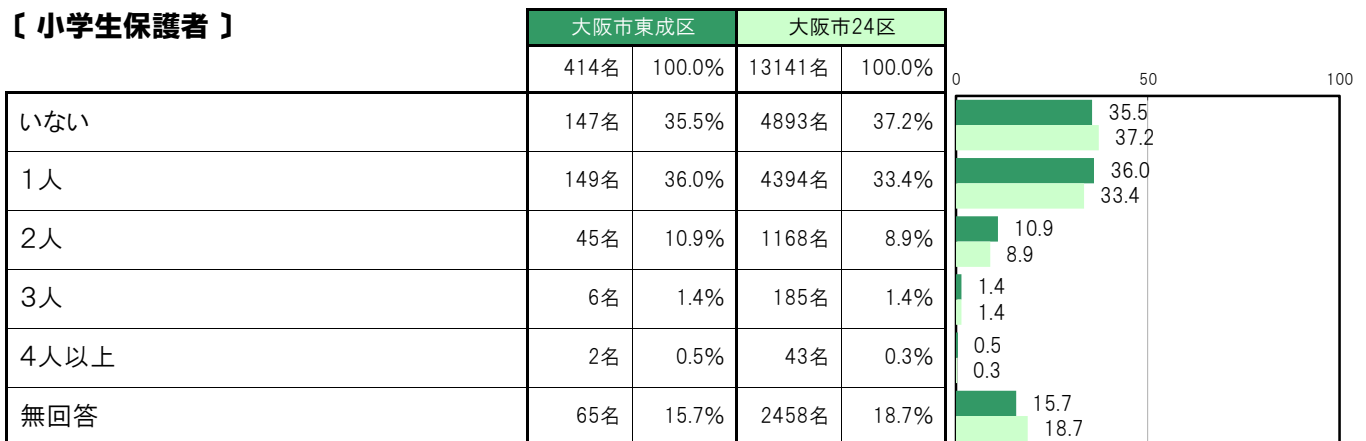 〔 小学生保護者 〕
大阪市東成区 大阪市24区
414名 100.0% 13141名 100.0%
0 50 100
いない 147名 35.5% 4893名 37.2%
35.5
37.2
1人 149名 36.0% 4394名 33.4%
36.0
33.4
2人 45名 10.9% 1168名 8.9%
10.9
8.9
3人 6名 1.4% 185名 1.4%
1.4
1.4
4人以上 2名 0.5% 43名 0.3%
0.5
0.3
無回答 65名 15.7% 2458名 18.7%
15.7
18.7